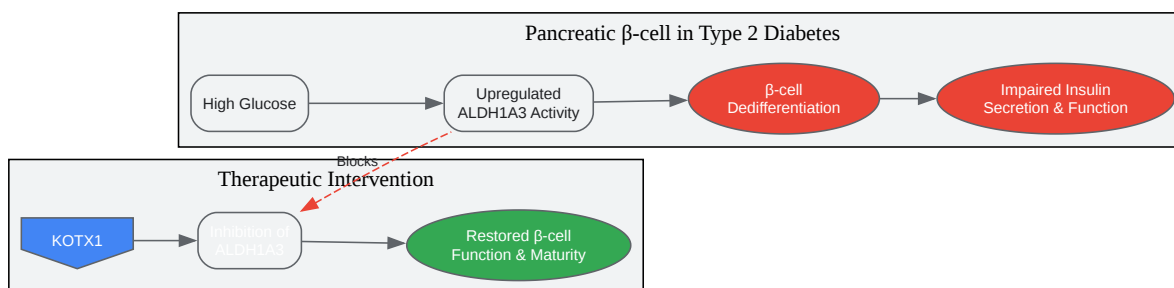 Pancreatic β-cell in Type 2 Diabetes
High Glucose
Upregulated
ALDH1A3 Activity
β-cell
Dedifferentiation
Impaired Insulin
Secretion & Function
Blocks
Therapeutic Intervention
KOTX1
Inhibition of
ALDH1A3
Restored β-cell
Function & Maturity